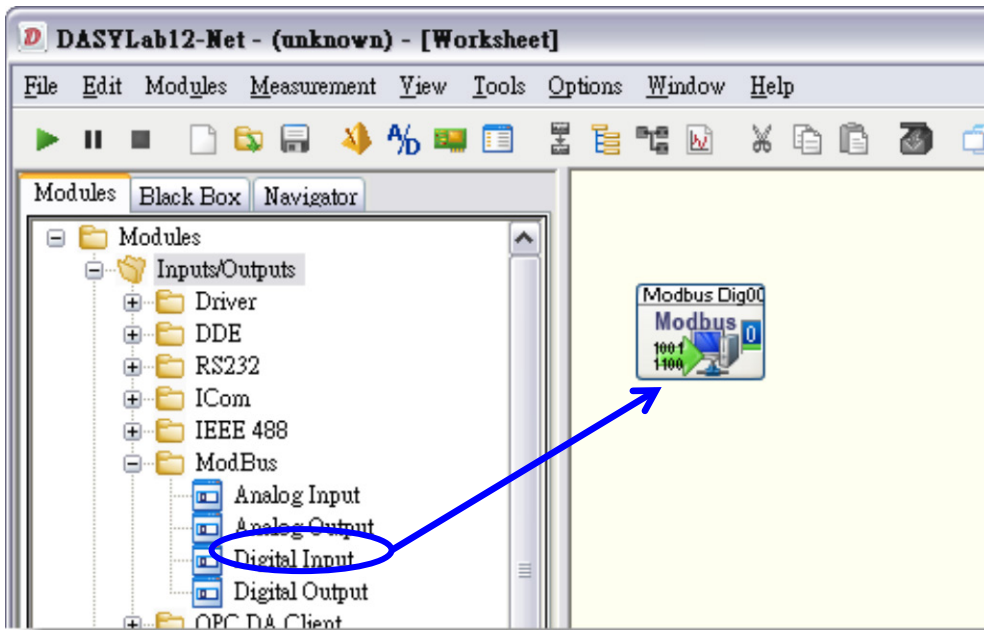 DASYLab12-Net - (unknown) - [Worksheet]
File Edit Modules Measurement View Tools Options Window Help
A/D
Modules Black Box Navigator
Modules
Inputs/Outputs
Driver
DDE
RS232
ICom
IEEE 488
ModBus
Analog Input
Analog Output
Digital Input
Digital Output
OPC DA Client
Modbus Dig00
Modbus
0
1001
1100